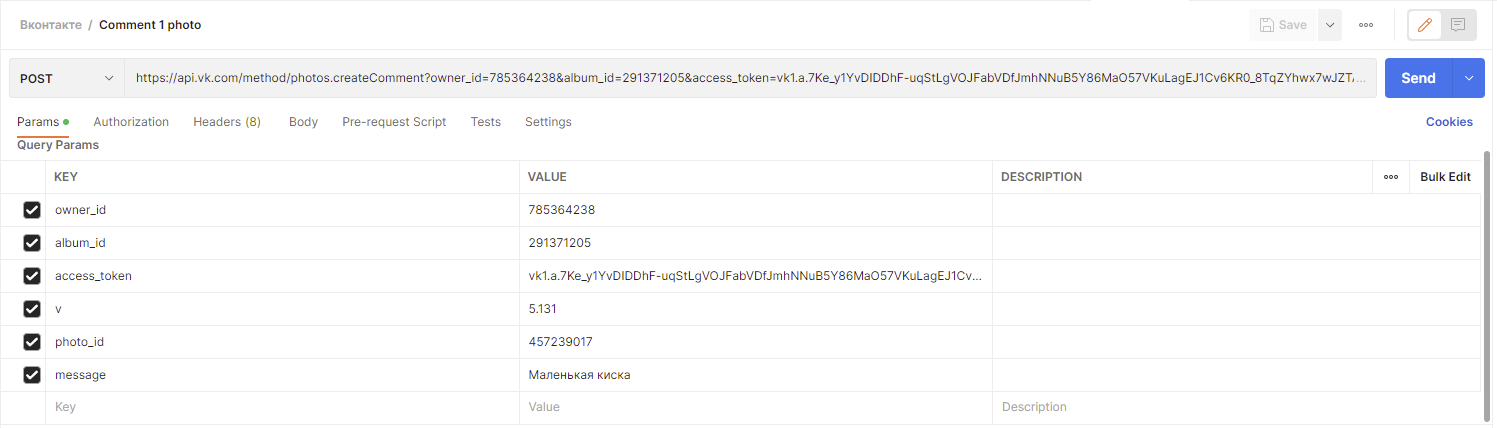 Вконтакте / Comment 1 photo
Save
POST
https://api.vk.com/method/photos.createComment?owner_id=785364238&album_id=291371205&access_token=vk1.a.7Ke_y1YvDIDDhF-uqStLgVOJFabVDfJmhNNuB5Y86MaO57VKuLagEJ1Cv6KR0_8TqZYhwx7wJZT...
Send
Params Authorization Headers (8) Body Pre-request Script Tests Settings Cookies
Query Params
KEY VALUE DESCRIPTION Bulk Edit
owner_id 785364238
album_id 291371205
access_token vk1.a.7Ke_y1YvDIDDhF-uqStLgVOJFabVDfJmhNNuB5Y86MaO57VKuLagEJ1Cv...
v 5.131
photo_id 457239017
message Маленькая киска
Key Value Description